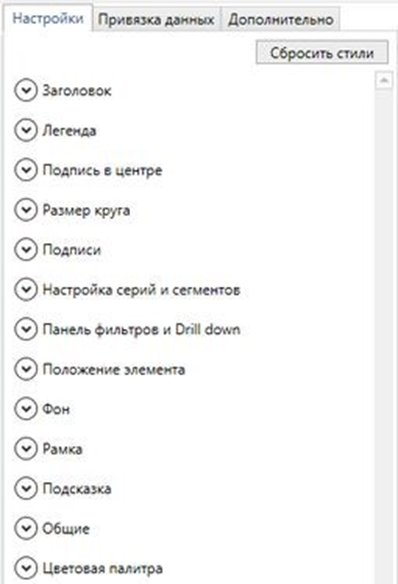 Настройки Привязка данных Дополнительно
Сбросить стили
Заголовок
Легенда
Подпись в центре
Размер круга
Подписи
Настройка серий и сегментов
Панель фильтров и Drill down
Положение элемента
Фон
Рамка
Подсказка
Общие
Цветовая палитра